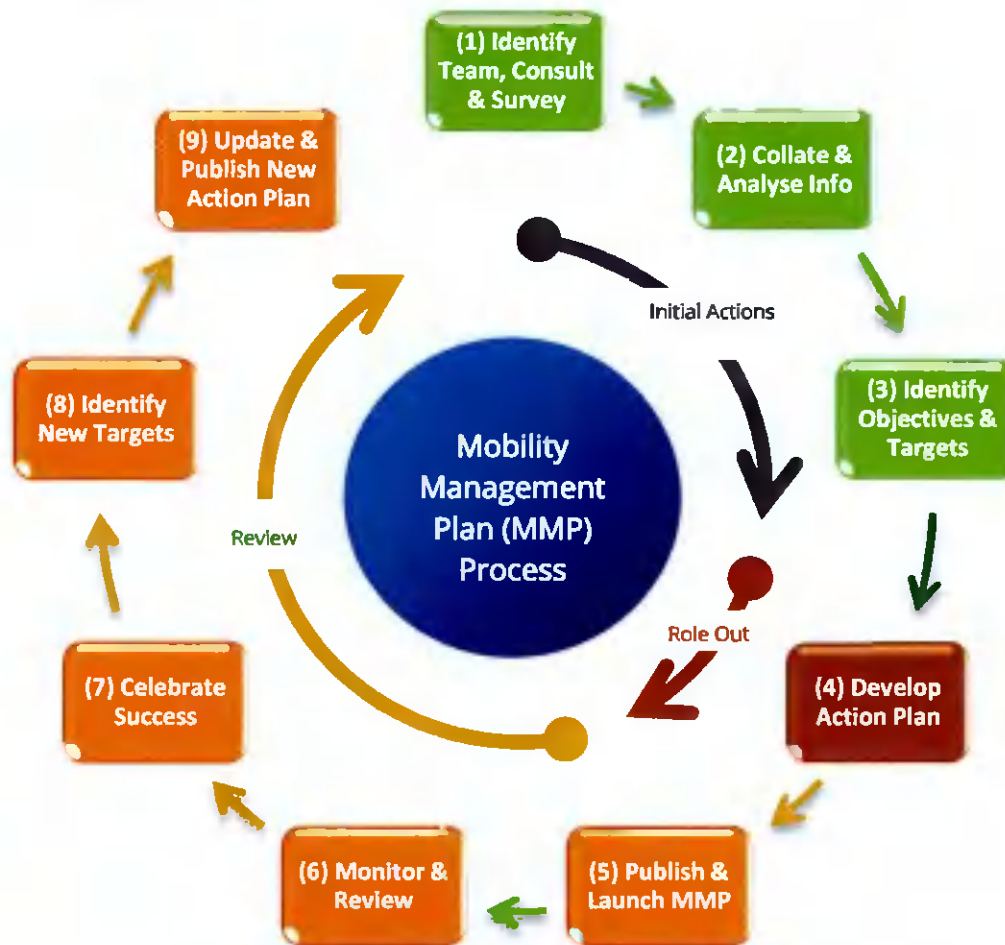 (1) Identify
Team, Consult
& Survey
(2) Collate &
Analyse Info
(3) Identify
Objectives &
Targets
(4) Develop
Action Plan
(5) Publish &
Launch MMP
(6) Monitor &
Review
(7) Celebrate
Success
(8) Identify
New Targets
(9) Update &
Publish New
Action Plan
Initial Actions
Role Out
Review
Mobility
Management
Plan (MMP)
Process